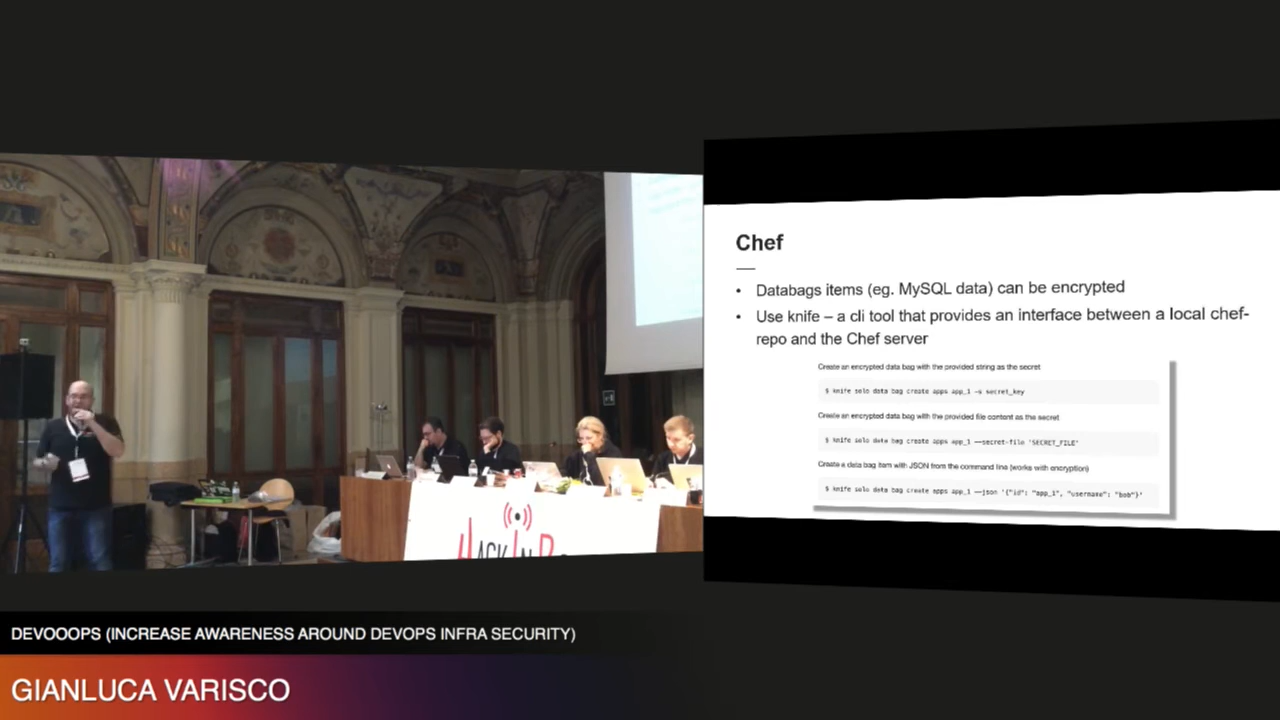 Chef
• Databags items (eg. MySQL data) can be encrypted
• Use knife – a cli tool that provides an interface between a local chef-
repo and the Chef server
Create an encrypted data bag with the provided string as the secret
$ knife solo data bag create apps app_1 -s secret_key
Create an encrypted data bag with the provided file content as the secret
$ knife solo data bag create apps app_1 --secret-file 'SECRET_FILE'
Create a data bag item with JSON from the command line (works with encryption)
$ knife solo data bag create apps app_1 --json '{"id": "app_1", "username": "bob"}'
HACK IN
DEVOOOPS (INCREASE AWARENESS AROUND DEVOPS INFRA SECURITY)
GIANLUCA VARISCO